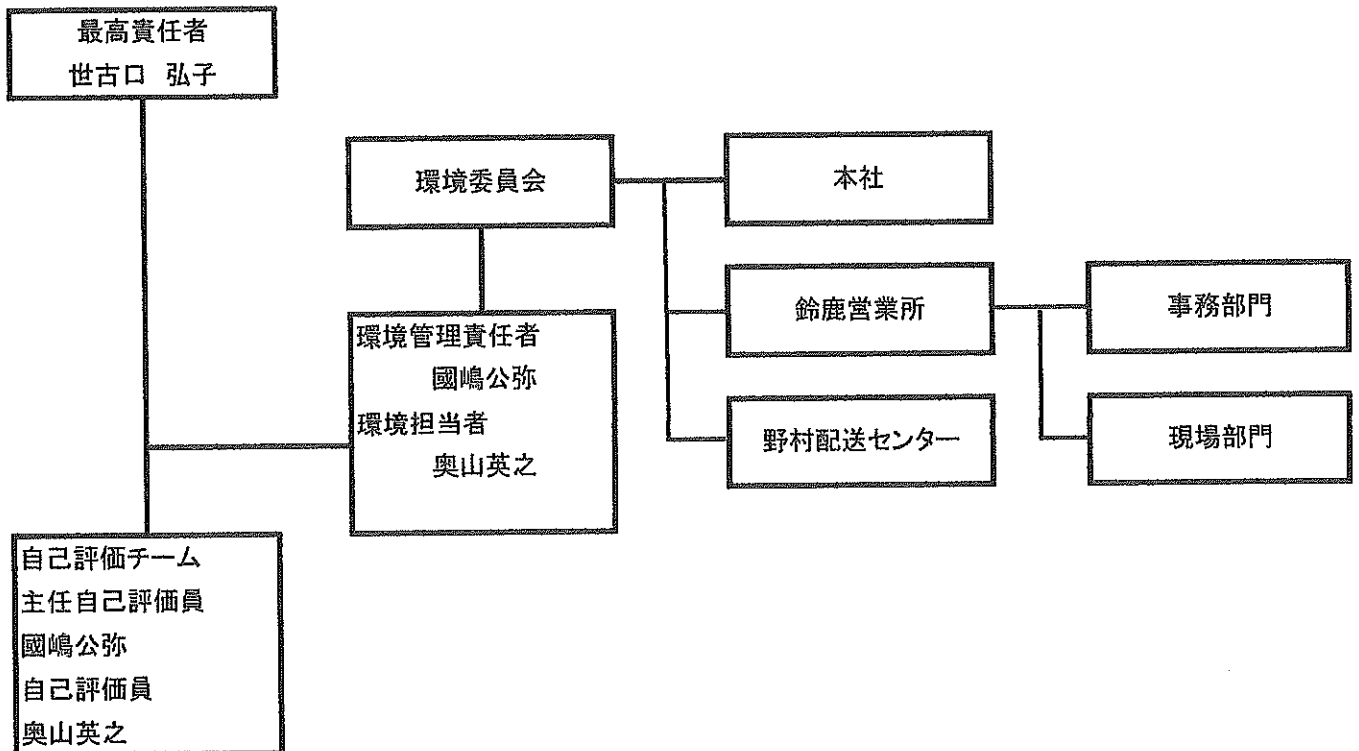 最高責任者
世古口 弘子
環境委員会
本社
鈴鹿営業所
事務部門
環境管理責任者
國嶋公弥
環境担当者
奥山英之
野村配送センター
現場部門
自己評価チーム
主任自己評価員
國嶋公弥
自己評価員
奥山英之